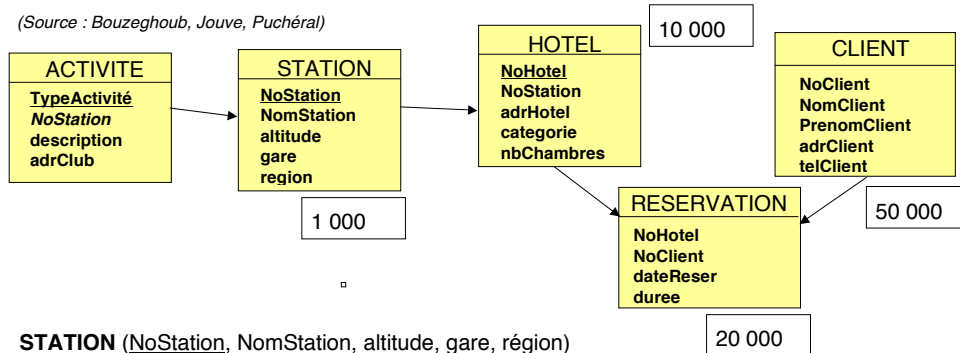 (Source : Bouzeghoub, Jouve, Puchéral)
ACTIVITE
TypeActivité
NoStation
description
adrClub
STATION
NoStation
NomStation
altitude
gare
region
1 000
HOTEL
NoHotel
NoStation
adrHotel
categorie
nbChambres
10 000
CLIENT
NoClient
NomClient
PrenomClient
adrClient
telClient
50 000
RESERVATION
NoHotel
NoClient
dateReser
duree
20 000
STATION (NoStation, NomStation, altitude, gare, région)